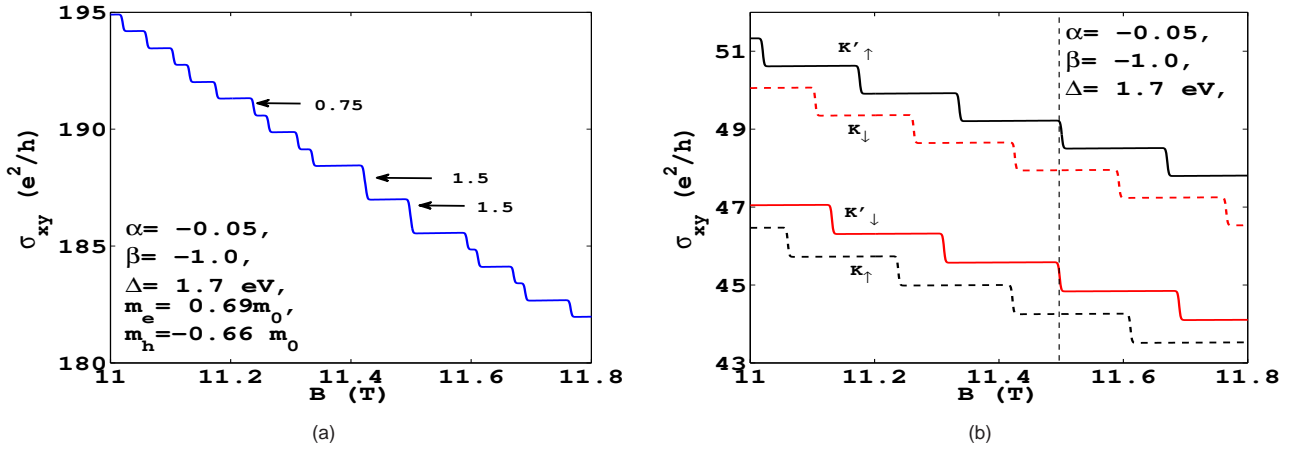 195
190
185
180
σxy (e²/h)
0.75
1.5
1.5
α= −0.05,
β= −1.0,
Δ= 1.7 eV,
me= 0.69m0,
mh=−0.66 m0
11 11.2 11.4 11.6 11.8
B (T)
(a)
51
49
47
45
43
σxy (e²/h)
K'↑
K↓
K'↓
K↑
α= −0.05,
β= −1.0,
Δ= 1.7 eV,
11 11.2 11.4 11.6 11.8
B (T)
(b)